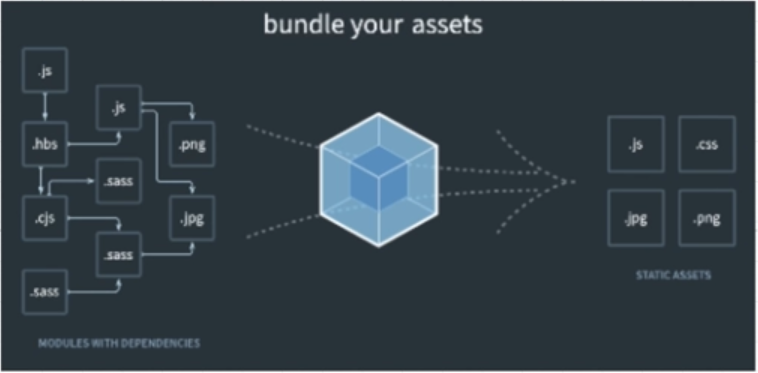 bundle your assets
.js
.js
.hbs
.png
.sass
.cjs
.jpg
.sass
.sass
MODULES WITH DEPENDENCIES
.js
.css
.jpg
.png
STATIC ASSETS